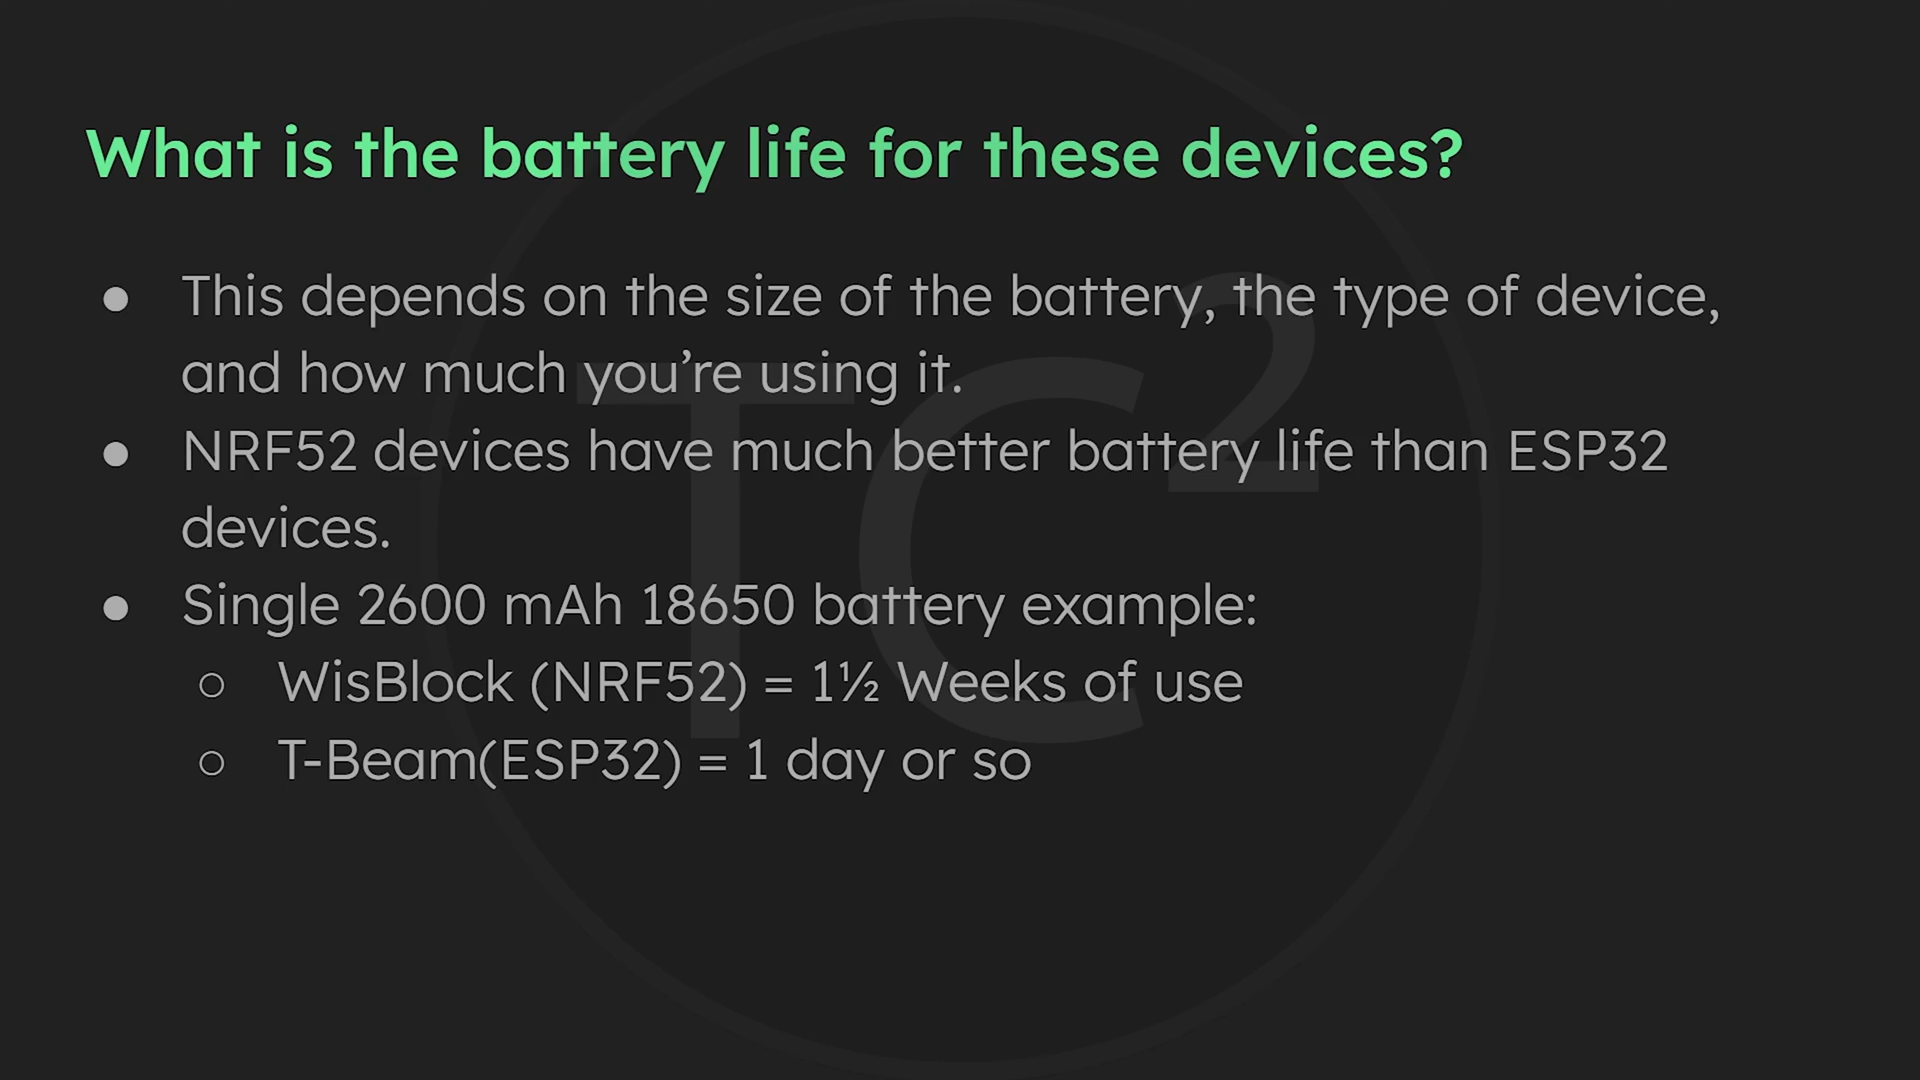 What is the battery life for these devices?
● This depends on the size of the battery, the type of device,
and how much you’re using it.
● NRF52 devices have much better battery life than ESP32
devices.
● Single 2600 mAh 18650 battery example:
○ WisBlock (NRF52) = 1½ Weeks of use
○ T-Beam(ESP32) = 1 day or so
TC²